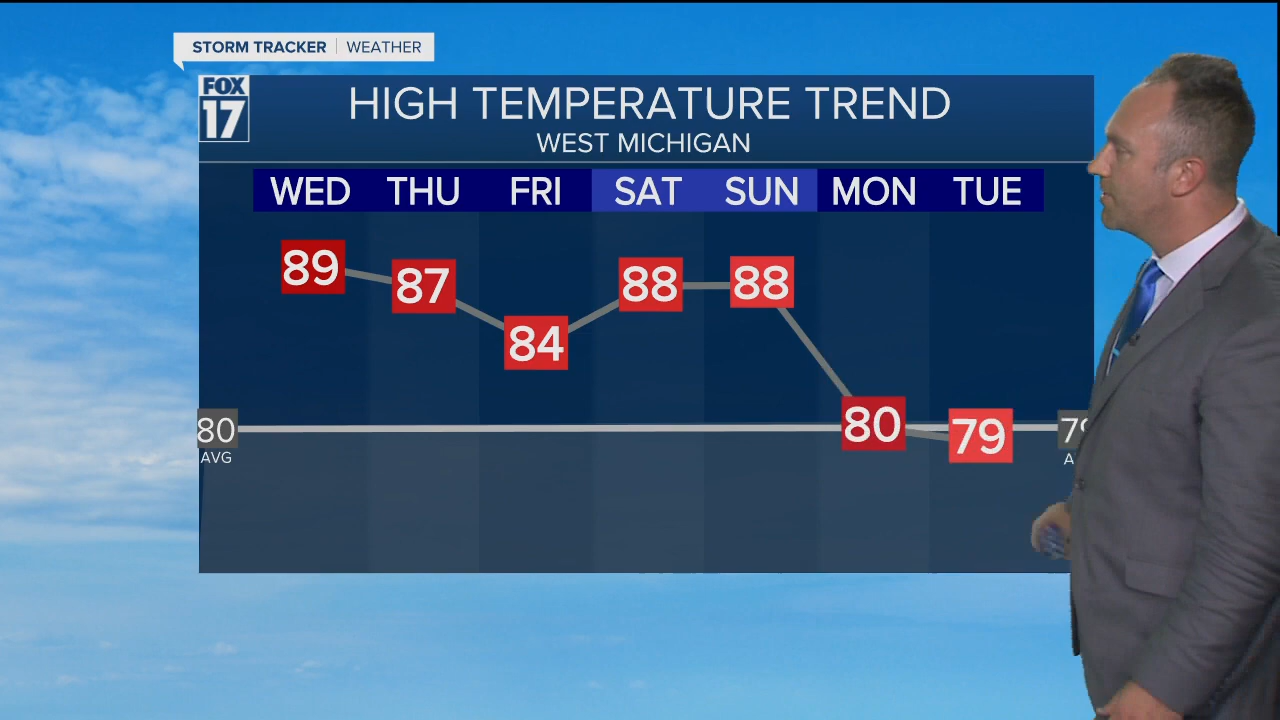 STORM TRACKER | WEATHER
FOX
17
HIGH TEMPERATURE TREND
WEST MICHIGAN
WED THU FRI SAT SUN MON TUE
89 87 84 88 88 80 79
80
AVG